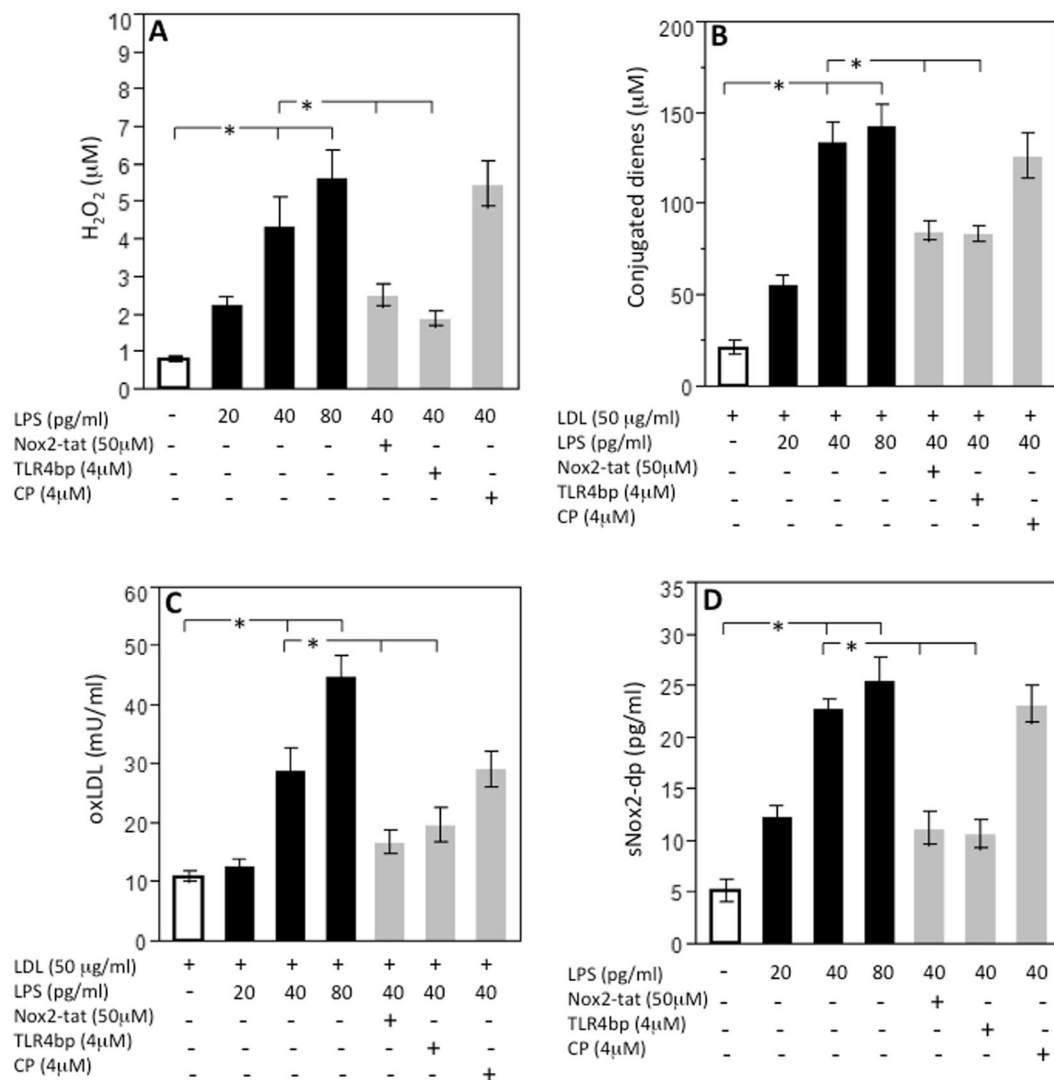 A
10
9
8
7
6
5
4
3
2
1
0
H₂O₂ (μM)
*
*
LPS (pg/ml) - 20 40 80 40 40 40
Nox2-tat (50μM) - - - - + - -
TLR4bp (4μM) - - - - - + -
CP (4μM) - - - - - - +
B
200
150
100
50
0
Conjugated dienes (μM)
*
*
LDL (50 μg/ml) + + + + + + +
LPS (pg/ml) - 20 40 80 40 40 40
Nox2-tat (50μM) - - - - + - -
TLR4bp (4μM) - - - - - + -
CP (4μM) - - - - - - +
C
60
50
40
30
20
10
0
oxLDL (mU/ml)
*
*
LDL (50 μg/ml) + + + + + + +
LPS (pg/ml) - 20 40 80 40 40 40
Nox2-tat (50μM) - - - - + - -
TLR4bp (4μM) - - - - - + -
CP (4μM) - - - - - - +
D
35
30
25
20
15
10
5
0
sNox2-dp (pg/ml)
*
*
LPS (pg/ml) - 20 40 80 40 40 40
Nox2-tat (50μM) - - - - + - -
TLR4bp (4μM) - - - - - + -
CP (4μM) - - - - - - +